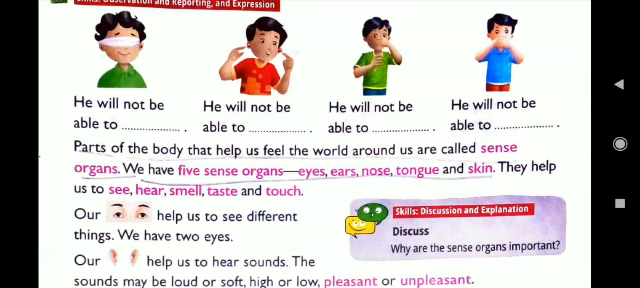 Skills: Observation and Reporting, and Expression
He will not be able to .................. .
He will not be able to .................. .
He will not be able to .................. .
He will not be able to .................. .
Parts of the body that help us feel the world around us are called sense
organs. We have five sense organs—eyes, ears, nose, tongue and skin. They help
us to see, hear, smell, taste and touch.
Our help us to see different
things. We have two eyes.
Our help us to hear sounds. The
sounds may be loud or soft, high or low, pleasant or unpleasant.
Skills: Discussion and Explanation
Discuss
Why are the sense organs important?